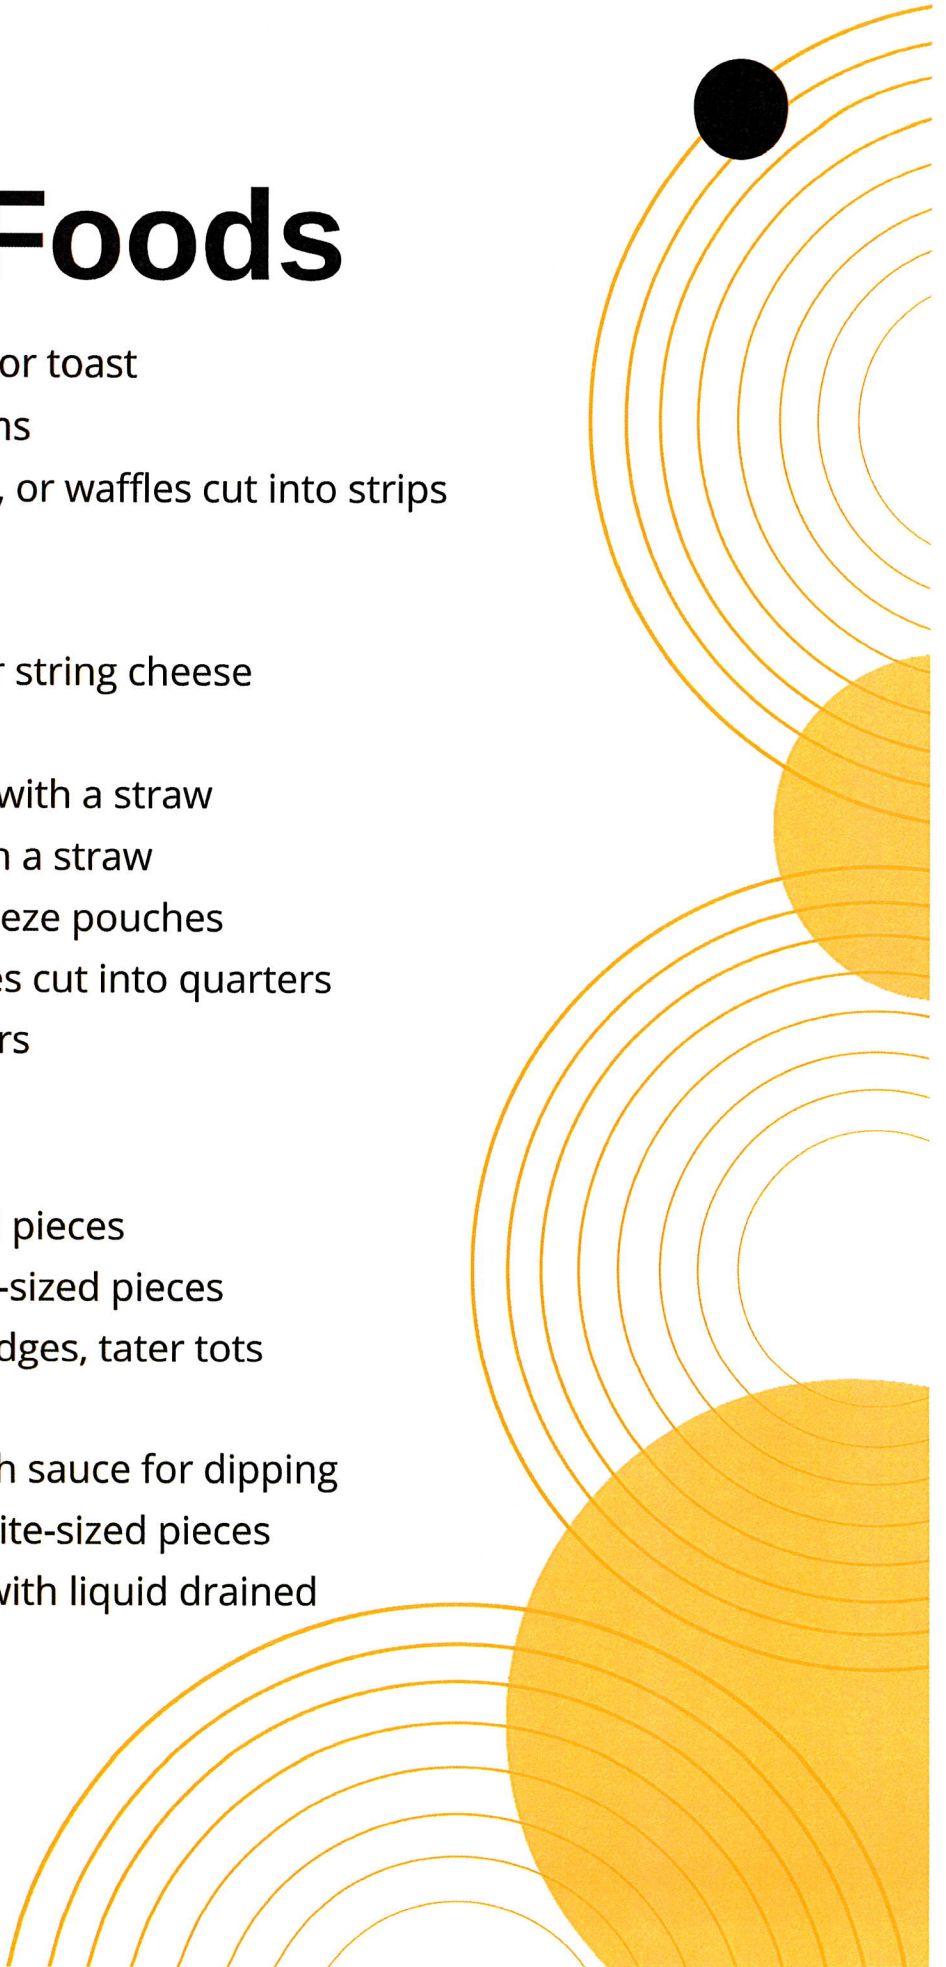 Foods
or toast
ns
, or waffles cut into strips
r string cheese
with a straw
h a straw
eze pouches
es cut into quarters
rs
pieces
-sized pieces
dges, tater tots
h sauce for dipping
ite-sized pieces
with liquid drained